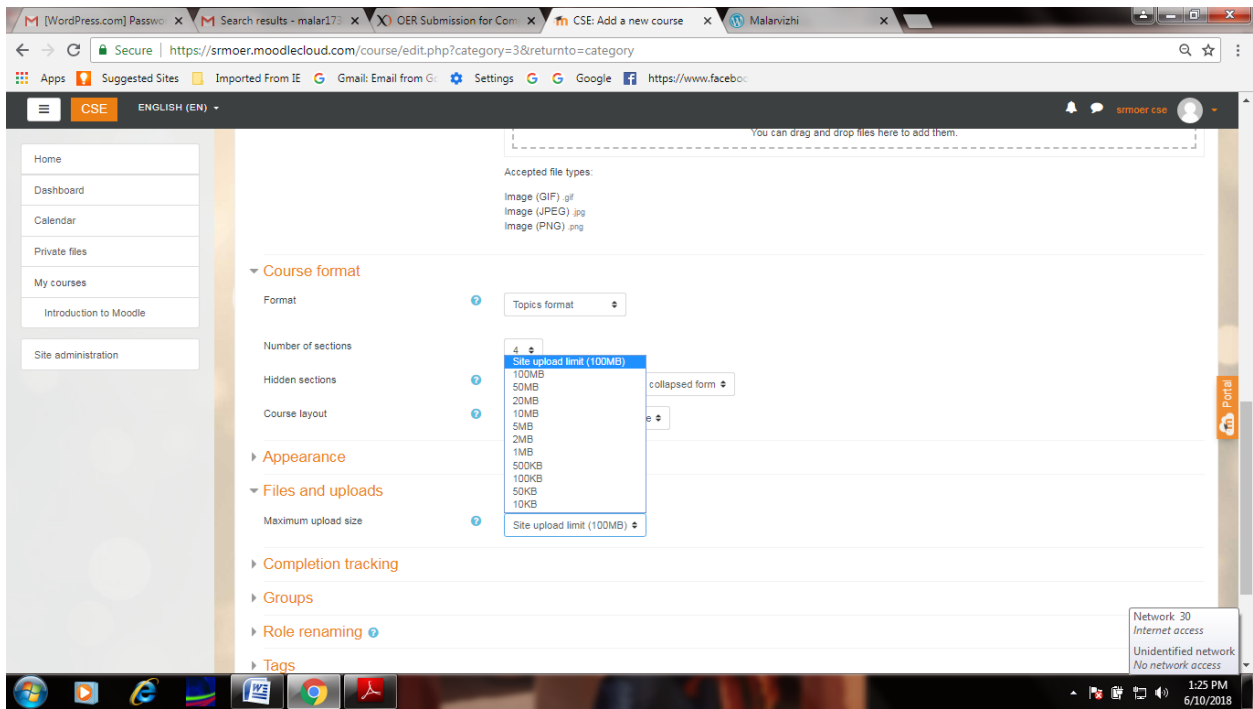 [WordPress.com] Passwo
Search results - malar173
OER Submission for Com
CSE: Add a new course
Malarvizhi
Secure | https://srmoer.moodlecloud.com/course/edit.php?category=3&returnto=category
Apps Suggested Sites Imported From IE Gmail: Email from Go Settings Google https://www.faceboc
CSE ENGLISH (EN) srmoer cse
Home
Dashboard
Calendar
Private files
My courses
Introduction to Moodle
Site administration
You can drag and drop files here to add them.
Accepted file types:
Image (GIF) .gif
Image (JPEG) .jpg
Image (PNG) .png
Course format
Format Topics format
Number of sections 4
Hidden sections collapsed form
Course layout e
Site upload limit (100MB)
100MB
50MB
20MB
10MB
5MB
2MB
1MB
500KB
100KB
50KB
10KB
Appearance
Files and uploads
Maximum upload size Site upload limit (100MB)
Completion tracking
Groups
Role renaming
Tags
Portal
Network 30
Internet access
Unidentified network
No network access
1:25 PM
6/10/2018